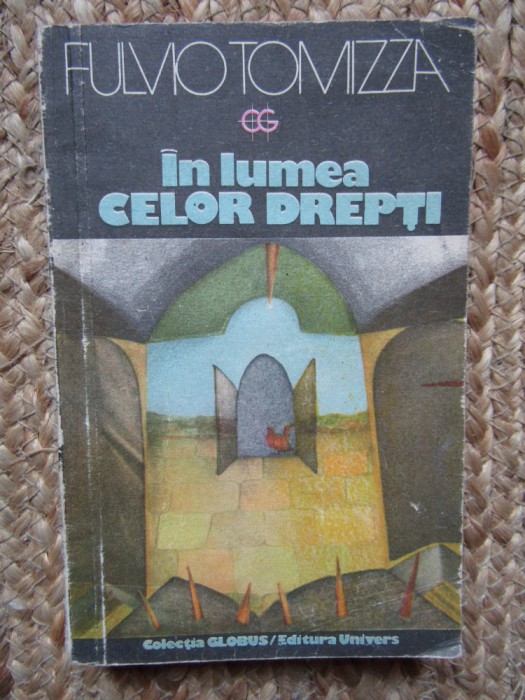 FULVIO TOMIZZA
CG
În lumea
CELOR DREPȚI
Colecția GLOBUS/Editura Univers